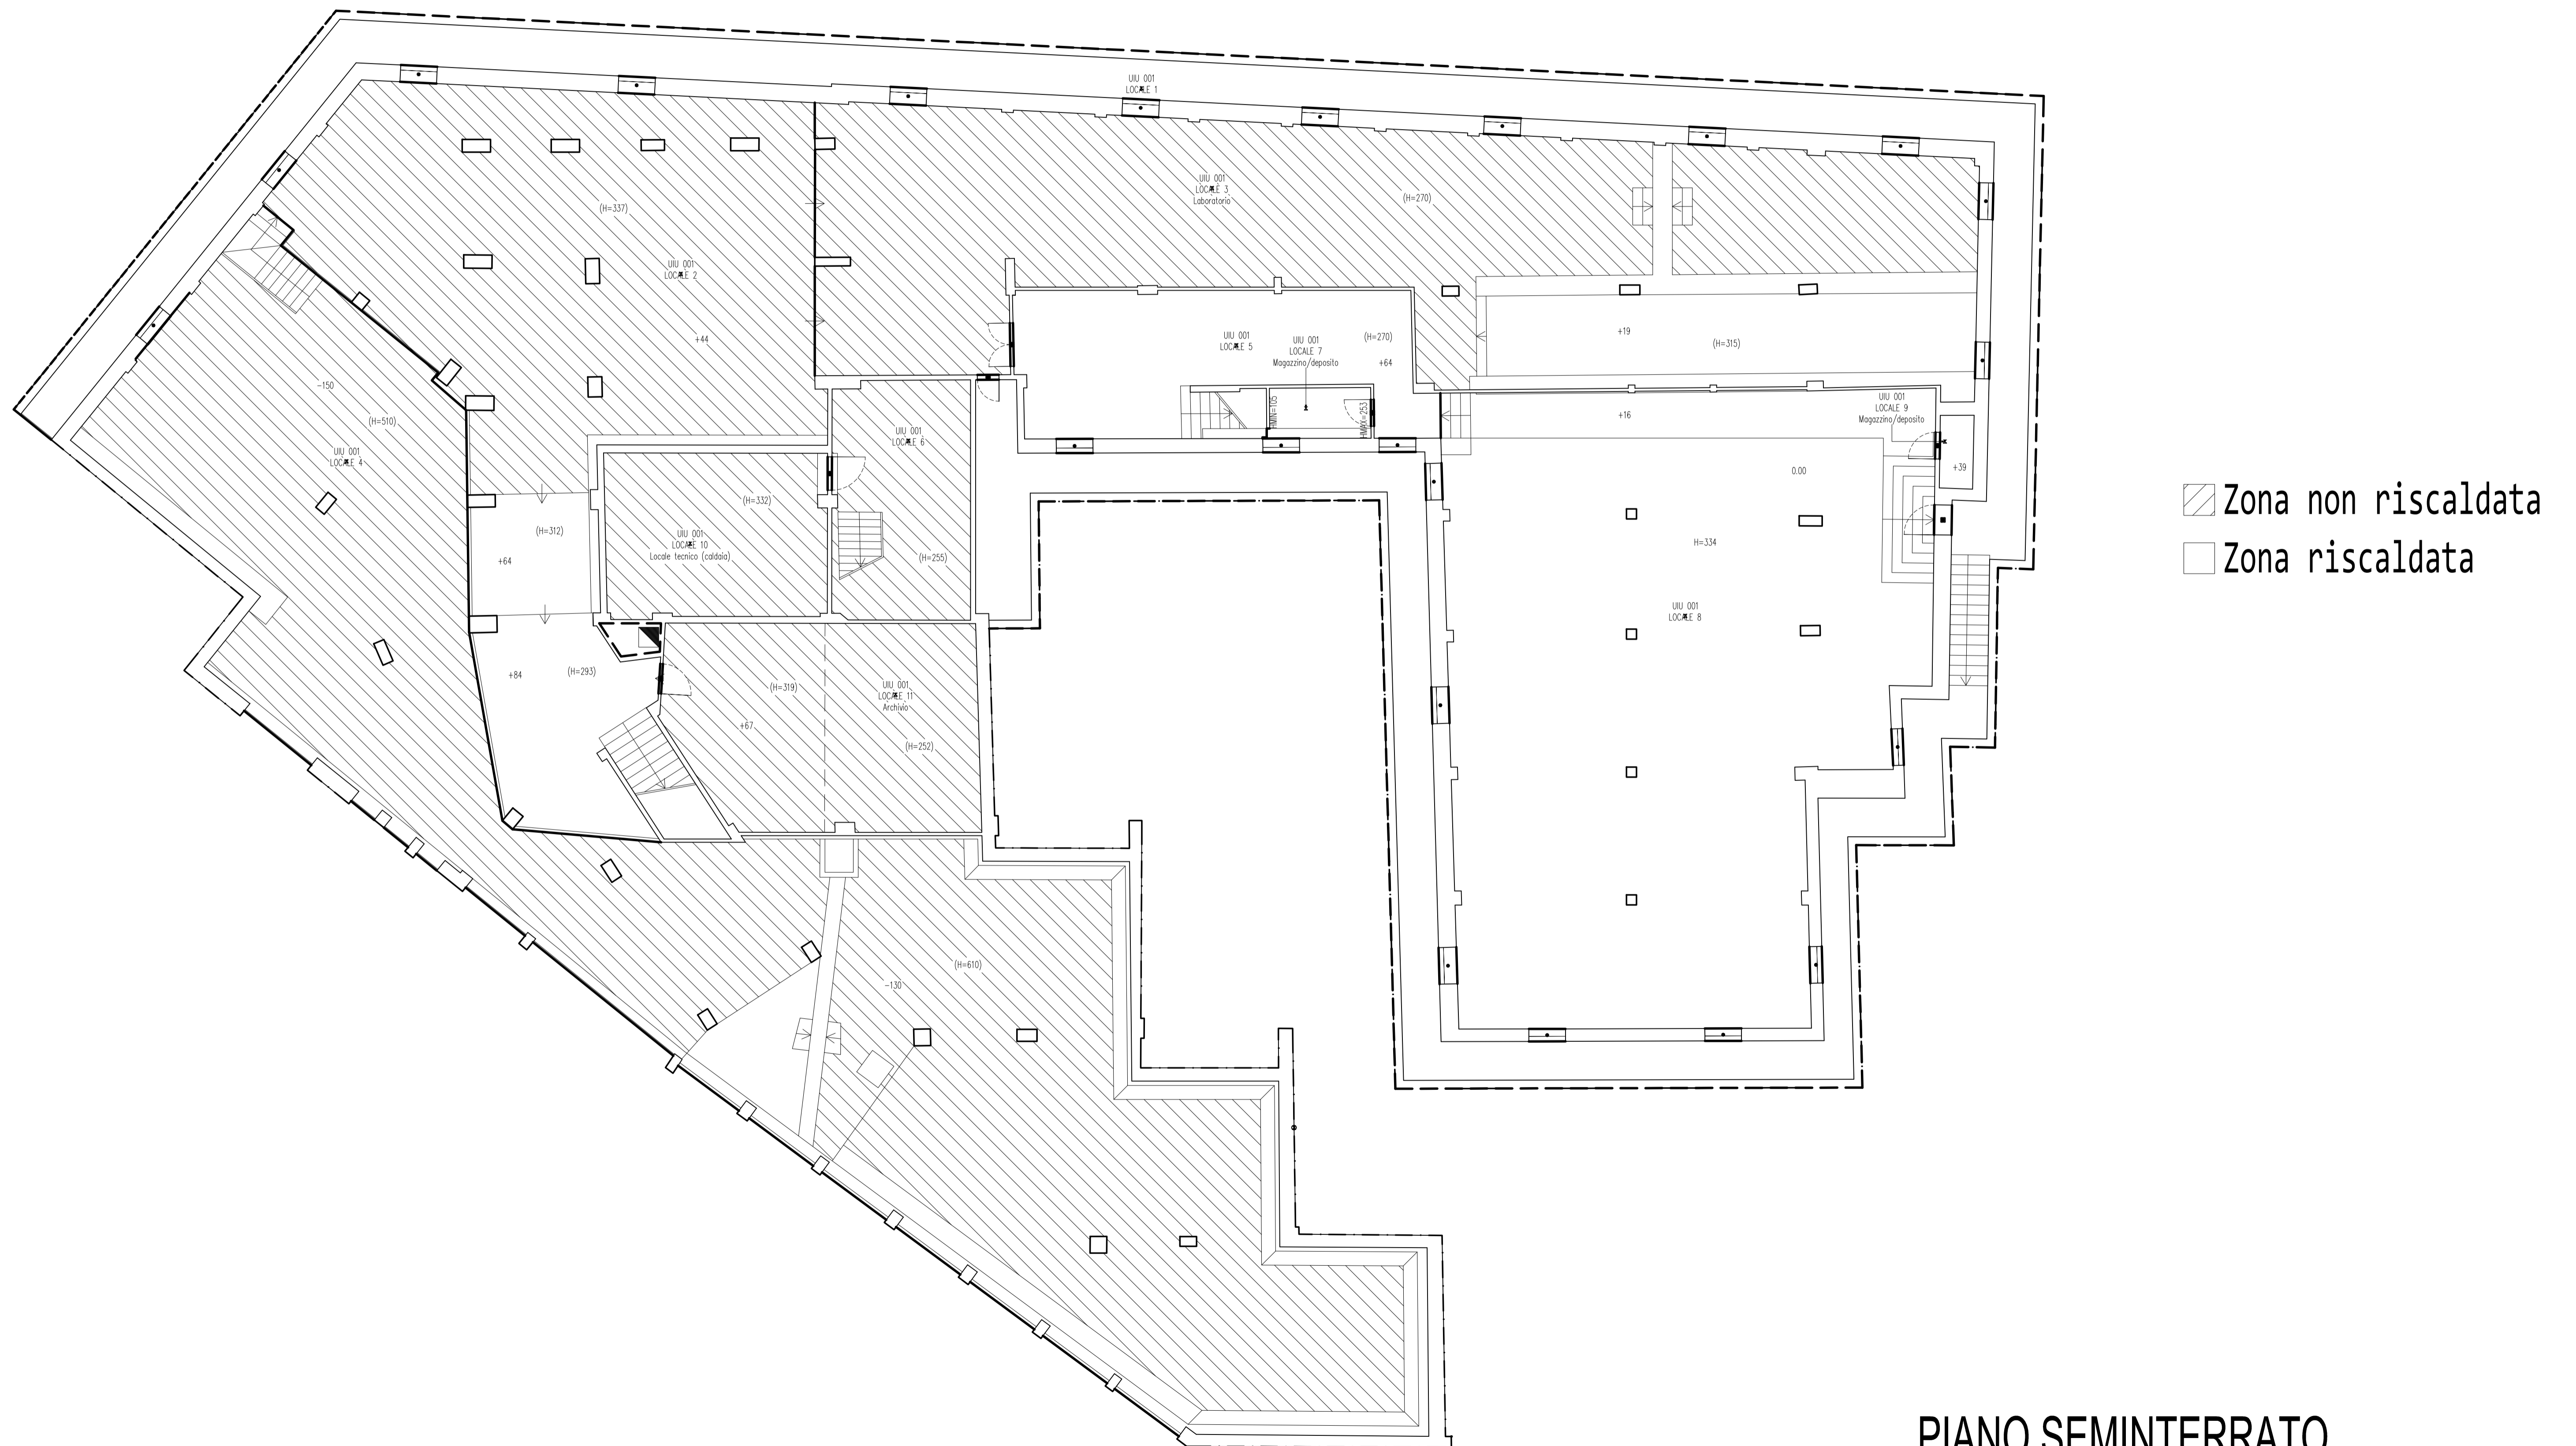 UIU 001
LOCALE 1
UIU 001
LOCALE 3
Laboratorio
(H=270)
(H=337)
UIU 001
LOCALE 2
+44
UIU 001
LOCALE 5
UIU 001
LOCALE 7
Magazzino/deposito
(H=270)
+64
+19
(H=315)
HMIN=105
HMAX=253
+16
UIU 001
LOCALE 9
Magazzino/deposito
+39
0.00
-150
(H=510)
UIU 001
LOCALE 4
UIU 001
LOCALE 6
(H=332)
(H=312)
+64
UIU 001
LOCALE 10
Locale tecnico (caldaia)
(H=255)
H=334
UIU 001
LOCALE 8
+84
(H=293)
(H=319)
UIU 001
LOCALE 11
Archivio
+67
(H=252)
(H=610)
-130
Zona non riscaldata
Zona riscaldata
PIANO SEMINTERRATO